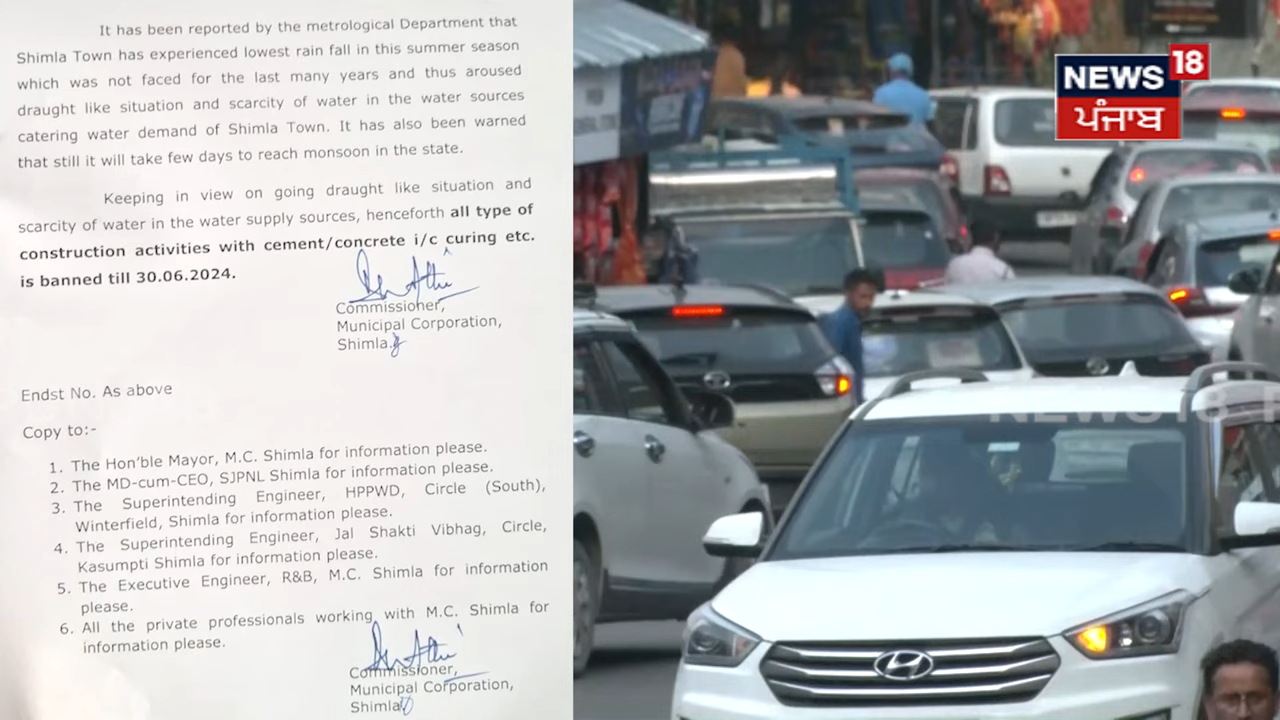 It has been reported by the metrological Department that
Shimla Town has experienced lowest rain fall in this summer season
which was not faced for the last many years and thus aroused
draught like situation and scarcity of water in the water sources
catering water demand of Shimla Town. It has also been warned
that still it will take few days to reach monsoon in the state.
Keeping in view on going draught like situation and
scarcity of water in the water supply sources, henceforth all type of
construction activities with cement/concrete i/c curing etc.
is banned till 30.06.2024.
Commissioner,
Municipal Corporation,
Shimla.
Endst No. As above
Copy to:-
1. The Hon'ble Mayor, M.C. Shimla for information please.
2. The MD-cum-CEO, SJPNL Shimla for information please.
3. The Superintending Engineer, HPPWD, Circle (South),
Winterfield, Shimla for information please.
4. The Superintending Engineer, Jal Shakti Vibhag, Circle,
Kasumpti Shimla for information please.
5. The Executive Engineer, R&B, M.C. Shimla for information
please.
6. All the private professionals working with M.C. Shimla for
information please.
Commissioner,
Municipal Corporation,
Shimla
NEWS 18
ਪੰਜਾਬ
NEWS18